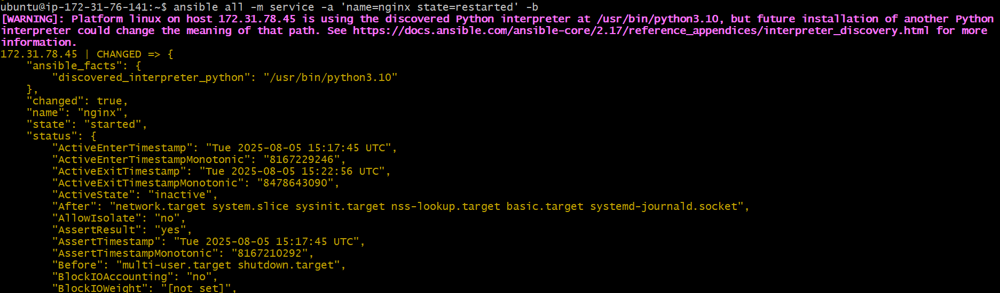 ubuntu@ip-172-31-76-141:~$ ansible all -m service -a 'name=nginx state=restarted' -b
[WARNING]: Platform linux on host 172.31.78.45 is using the discovered Python interpreter at /usr/bin/python3.10, but future installation of another Python
interpreter could change the meaning of that path. See https://docs.ansible.com/ansible-core/2.17/reference_appendices/interpreter_discovery.html for more
information.
172.31.78.45 | CHANGED => {
    "ansible_facts": {
        "discovered_interpreter_python": "/usr/bin/python3.10"
    },
    "changed": true,
    "name": "nginx",
    "state": "started",
    "status": {
        "ActiveEnterTimestamp": "Tue 2025-08-05 15:17:45 UTC",
        "ActiveEnterTimestampMonotonic": "8167229246",
        "ActiveExitTimestamp": "Tue 2025-08-05 15:22:56 UTC",
        "ActiveExitTimestampMonotonic": "8478643090",
        "ActiveState": "inactive",
        "After": "network.target system.slice sysinit.target nss-lookup.target basic.target systemd-journald.socket",
        "AllowIsolate": "no",
        "AssertResult": "yes",
        "AssertTimestamp": "Tue 2025-08-05 15:17:45 UTC",
        "AssertTimestampMonotonic": "8167210292",
        "Before": "multi-user.target shutdown.target",
        "BlockIOAccounting": "no",
        "BlockIOWeight": "[not set]",